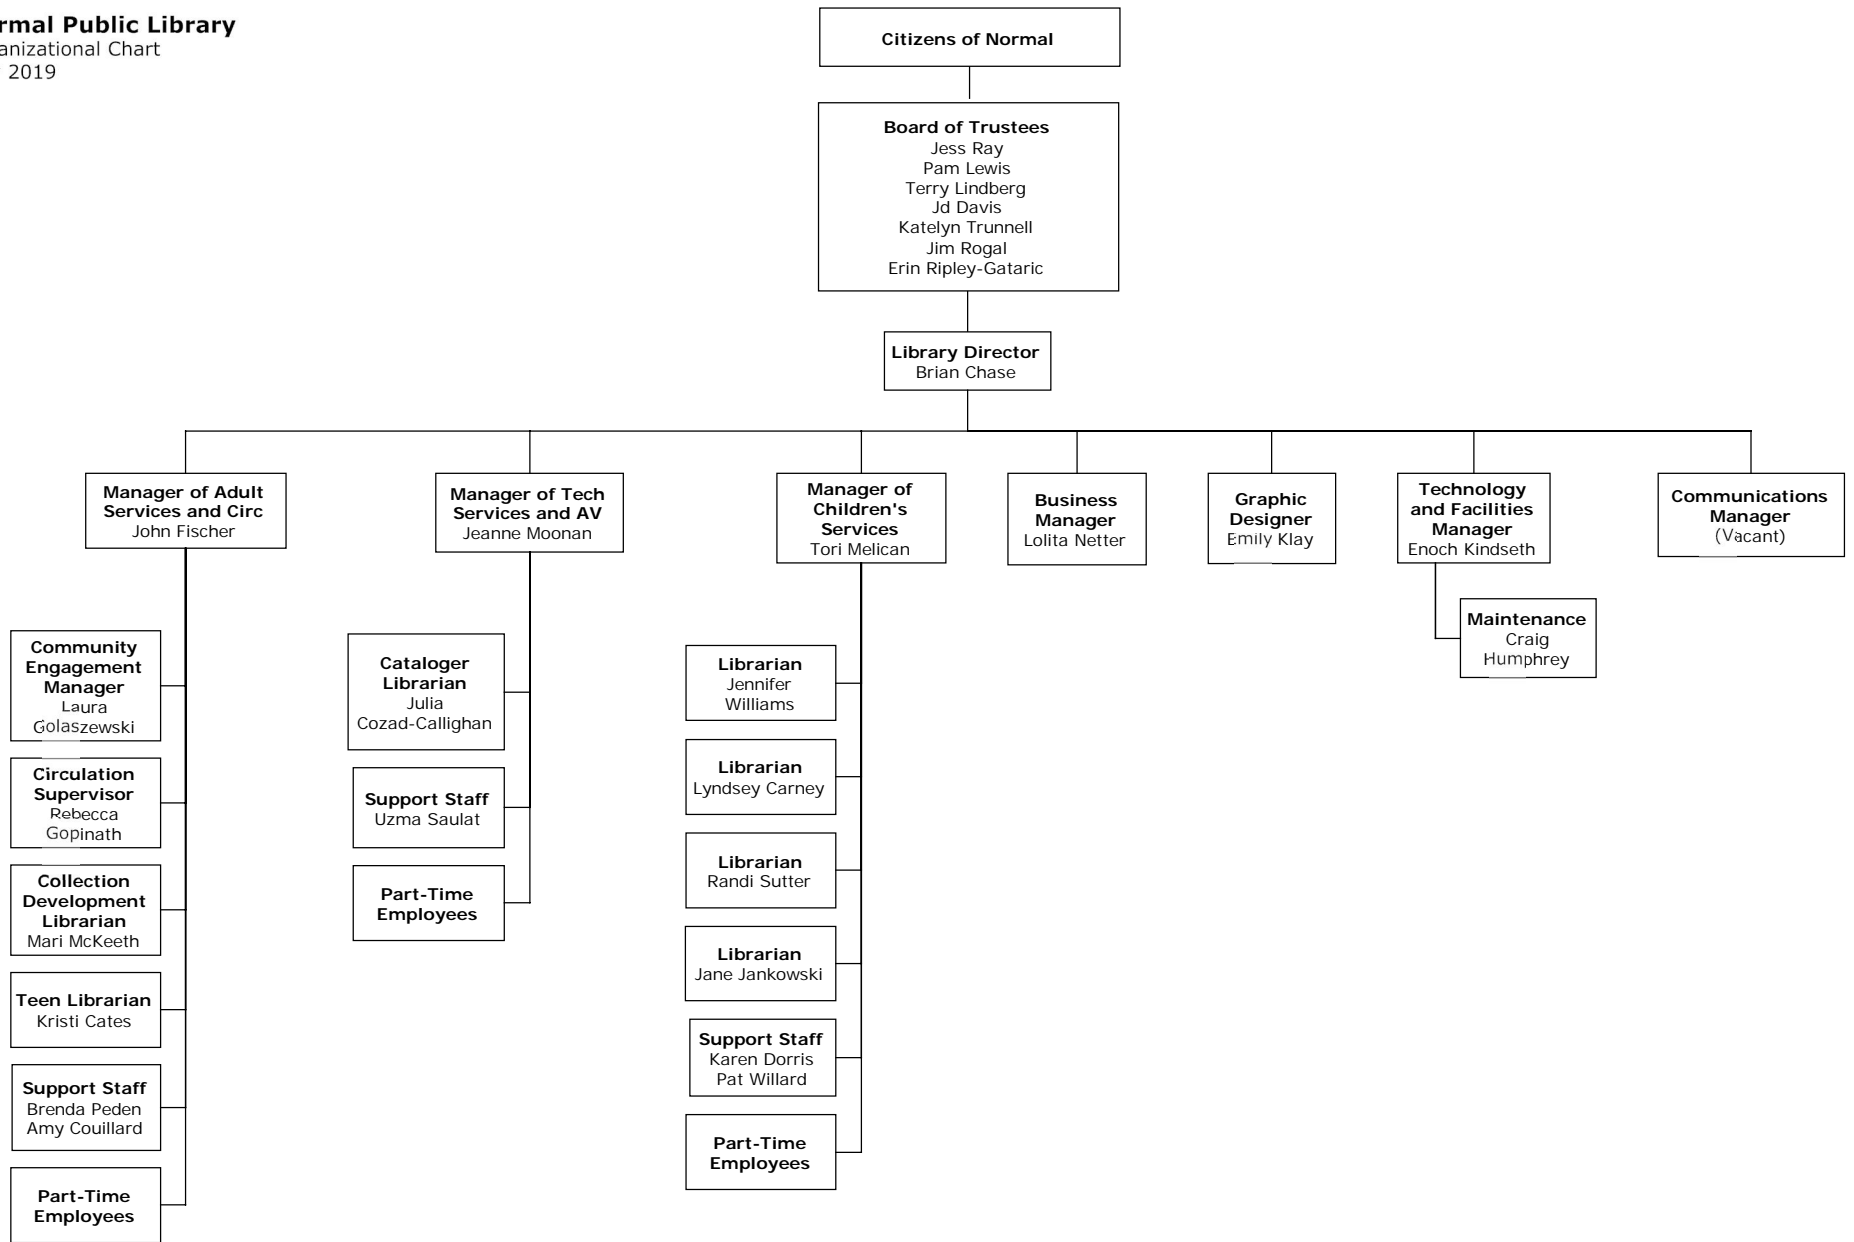 rmal Public Library
anizational Chart
2019
Citizens of Normal
Board of Trustees
Jess Ray
Pam Lewis
Terry Lindberg
Jd Davis
Katelyn Trunnell
Jim Rogal
Erin Ripley-Gataric
Library Director
Brian Chase
Manager of Adult
Services and Circ
John Fischer
Manager of Tech
Services and AV
Jeanne Moonan
Manager of
Children's
Services
Tori Melican
Business
Manager
Lolita Netter
Graphic
Designer
Emily Klay
Technology
and Facilities
Manager
Enoch Kindseth
Communications
Manager
(Vacant)
Maintenance
Craig
Humphrey
Community
Engagement
Manager
Laura
Golaszewski
Circulation
Supervisor
Rebecca
Gopinath
Collection
Development
Librarian
Mari McKeeth
Teen Librarian
Kristi Cates
Support Staff
Brenda Peden
Amy Couillard
Part-Time
Employees
Cataloger
Librarian
Julia
Cozad-Callighan
Support Staff
Uzma Saulat
Part-Time
Employees
Librarian
Jennifer
Williams
Librarian
Lyndsey Carney
Librarian
Randi Sutter
Librarian
Jane Jankowski
Support Staff
Karen Dorris
Pat Willard
Part-Time
Employees